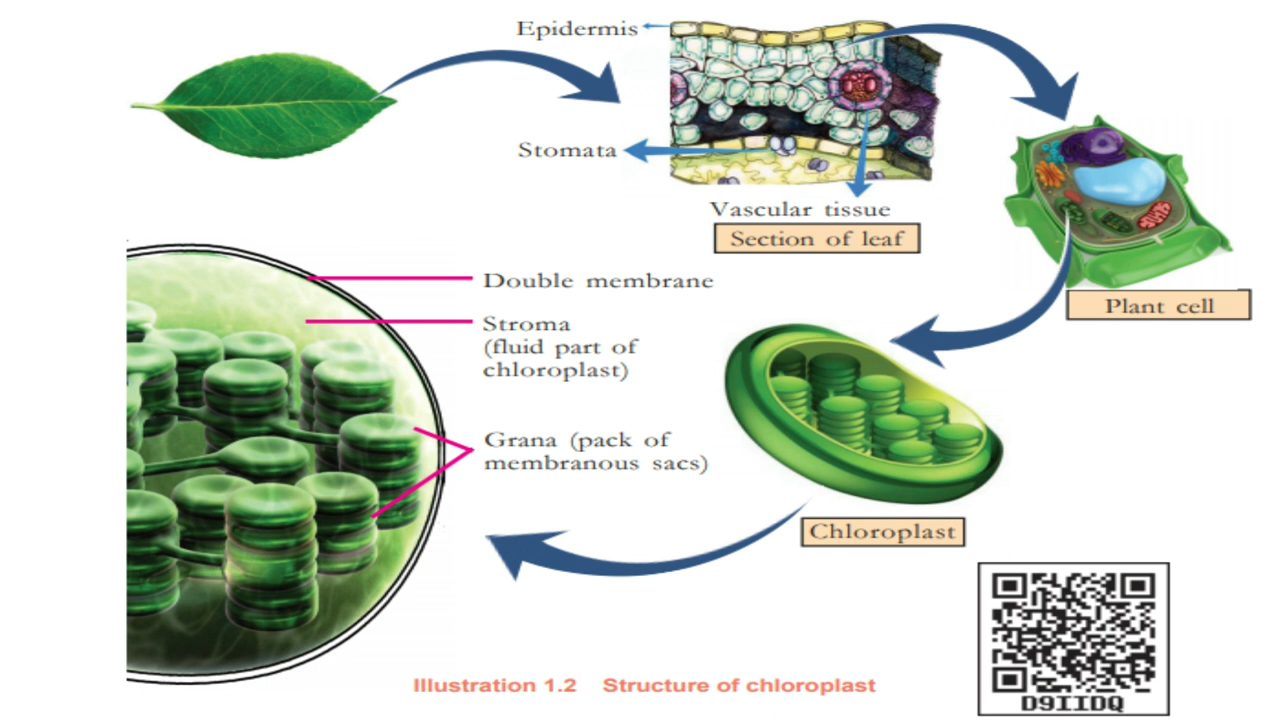 Epidermis
Stomata
Vascular tissue
Section of leaf
Plant cell
Double membrane
Stroma
(fluid part of
chloroplast)
Grana (pack of
membranous sacs)
Chloroplast
Illustration 1.2 Structure of chloroplast
D9IIDQ